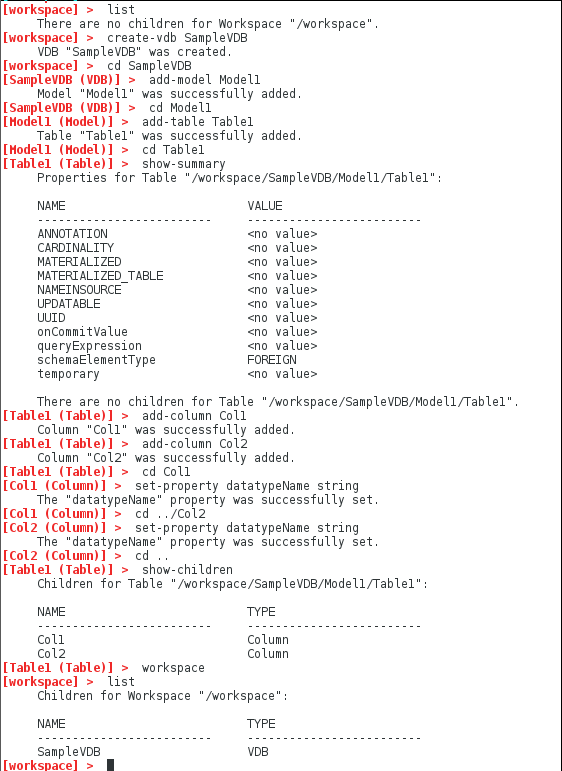 [workspace] > list
There are no children for Workspace "/workspace".
[workspace] > create-vdb SampleVDB
VDB "SampleVDB" was created.
[workspace] > cd SampleVDB
[SampleVDB (VDB)] > add-model Model1
Model "Model1" was successfully added.
[SampleVDB (VDB)] > cd Model1
[Model1 (Model)] > add-table Table1
Table "Table1" was successfully added.
[Model1 (Model)] > cd Table1
[Table1 (Table)] > show-summary
Properties for Table "/workspace/SampleVDB/Model1/Table1":
NAME VALUE
------------------------- -------------------------
ANNOTATION <no value>
CARDINALITY <no value>
MATERIALIZED <no value>
MATERIALIZED_TABLE <no value>
NAMEINSOURCE <no value>
UPDATABLE <no value>
UUID <no value>
onCommitValue <no value>
queryExpression <no value>
schemaElementType FOREIGN
temporary <no value>
There are no children for Table "/workspace/SampleVDB/Model1/Table1".
[Table1 (Table)] > add-column Col1
Column "Col1" was successfully added.
[Table1 (Table)] > add-column Col2
Column "Col2" was successfully added.
[Table1 (Table)] > cd Col1
[Col1 (Column)] > set-property datatypeName string
The "datatypeName" property was successfully set.
[Col1 (Column)] > cd ../Col2
[Col2 (Column)] > set-property datatypeName string
The "datatypeName" property was successfully set.
[Col2 (Column)] > cd ..
[Table1 (Table)] > show-children
Children for Table "/workspace/SampleVDB/Model1/Table1":
NAME TYPE
------------------------- -------------------------
Col1 Column
Col2 Column
[Table1 (Table)] > workspace
[workspace] > list
Children for Workspace "/workspace":
NAME TYPE
------------------------- -------------------------
SampleVDB VDB
[workspace] >